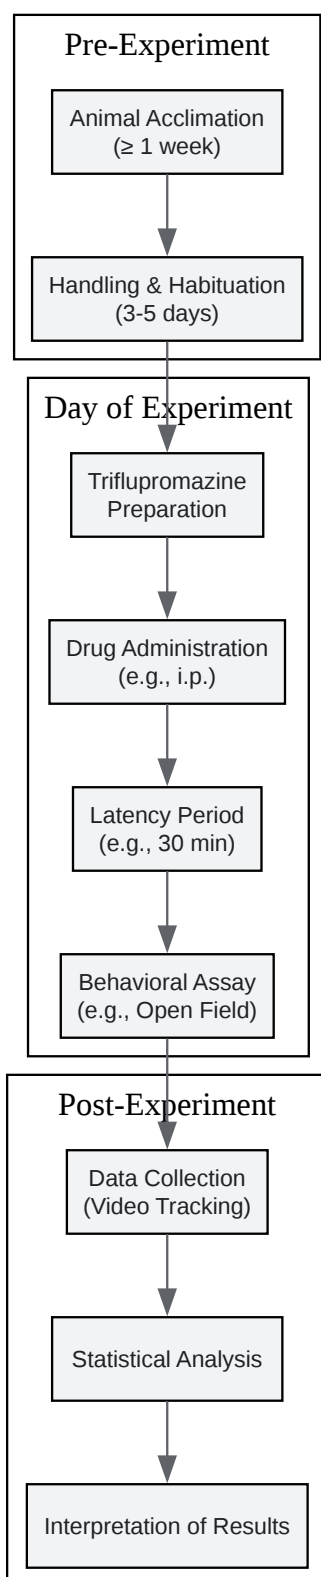 Pre-Experiment
Animal Acclimation
(≥ 1 week)
Handling & Habituation
(3-5 days)
Day of Experiment
Triflupromazine
Preparation
Drug Administration
(e.g., i.p.)
Latency Period
(e.g., 30 min)
Behavioral Assay
(e.g., Open Field)
Post-Experiment
Data Collection
(Video Tracking)
Statistical Analysis
Interpretation of Results